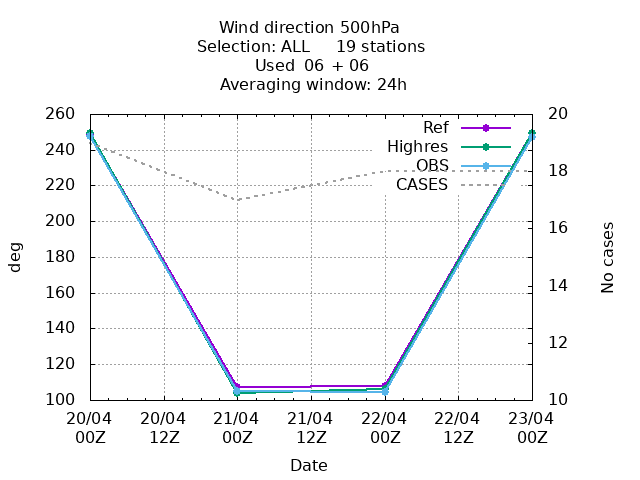 Wind direction 500hPa
Selection: ALL 19 stations
Used 06 + 06
Averaging window: 24h
260 20
240
220
200
180
160
140
120
100
18
16
14
12
10
deg
No cases
Ref
Highres
OBS
CASES
20/04 20/04 21/04 21/04 22/04 22/04 23/04
00Z 12Z 00Z 12Z 00Z 12Z 00Z
Date